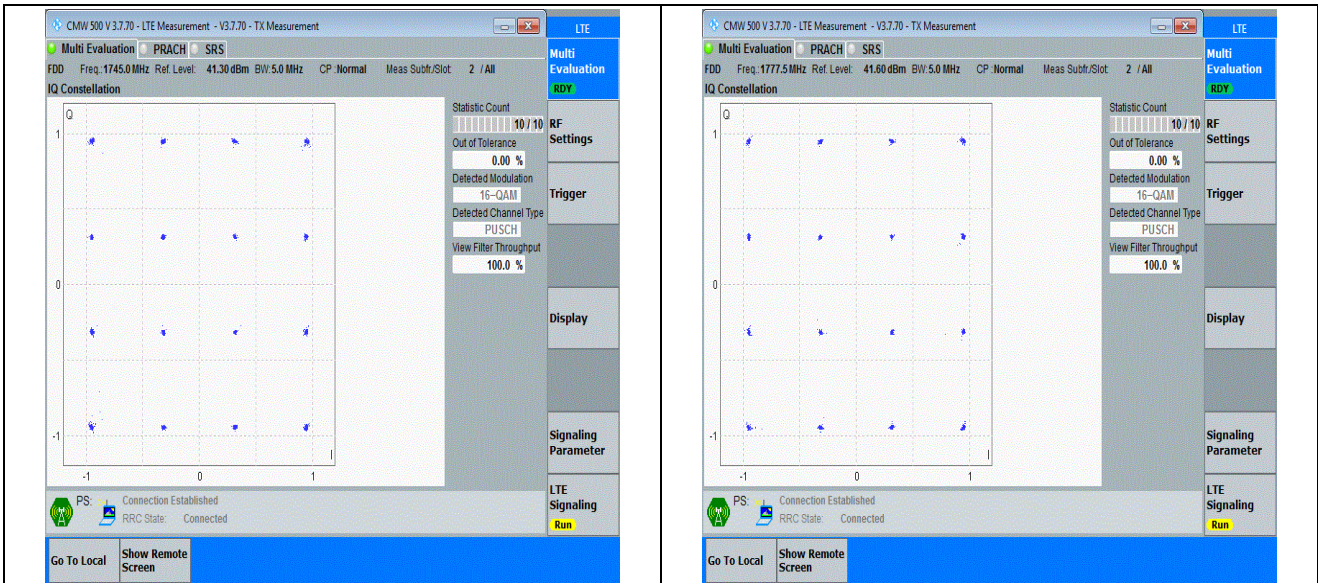 CMW 500 V 3.7.70 - LTE Measurement - V3.7.70 - TX Measurement
LTE
Multi Evaluation PRACH SRS
Multi
Evaluation
RDY
FDD Freq.:1745.0 MHz Ref. Level: 41.30 dBm BW:5.0 MHz CP :Normal Meas Subfr./Slot: 2 / All
IQ Constellation
Q
1
0
-1
-1 0 1
I
Statistic Count
10 / 10
Out of Tolerance
0.00 %
Detected Modulation
16-QAM
Detected Channel Type
PUSCH
View Filter Throughput
100.0 %
RF
Settings
Trigger
Display
Signaling
Parameter
LTE
Signaling
Run
PS: Connection Established
RRC State: Connected
Go To Local
Show Remote
Screen
CMW 500 V 3.7.70 - LTE Measurement - V3.7.70 - TX Measurement
LTE
Multi Evaluation PRACH SRS
Multi
Evaluation
RDY
FDD Freq.:1777.5 MHz Ref. Level: 41.60 dBm BW:5.0 MHz CP :Normal Meas Subfr./Slot: 2 / All
IQ Constellation
Q
1
0
-1
-1 0 1
I
Statistic Count
10 / 10
Out of Tolerance
0.00 %
Detected Modulation
16-QAM
Detected Channel Type
PUSCH
View Filter Throughput
100.0 %
RF
Settings
Trigger
Display
Signaling
Parameter
LTE
Signaling
Run
PS: Connection Established
RRC State: Connected
Go To Local
Show Remote
Screen